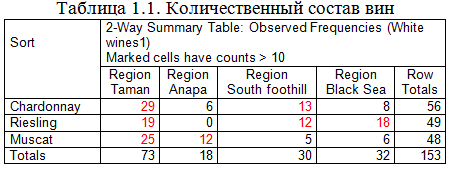 Таблица 1.1. Количественный состав вин
Sort 2-Way Summary Table: Observed Frequencies (White
wines1)
Marked cells have counts > 10
Region Taman Region Anapa Region South foothill Region Black Sea Row Totals
Chardonnay 29 6 13 8 56
Riesling 19 0 12 18 49
Muscat 25 12 5 6 48
Totals 73 18 30 32 153